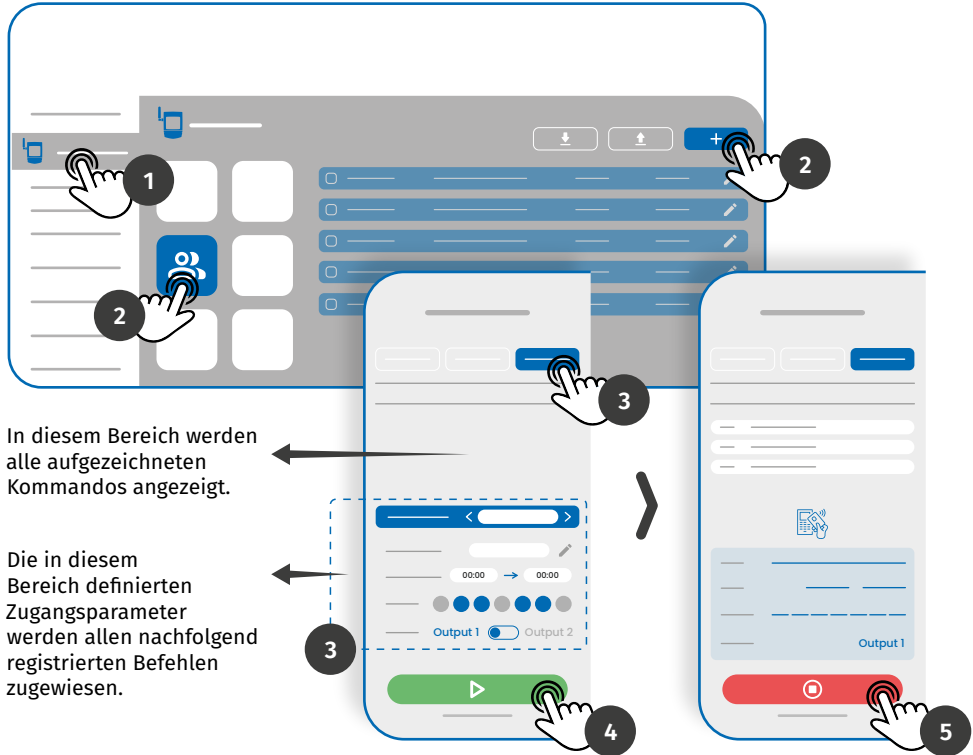 1
2
2
3
In diesem Bereich werden
alle aufgezeichneten
Kommandos angezeigt.
Die in diesem
Bereich definierten
Zugangsparameter
werden allen nachfolgend
registrierten Befehlen
zugewiesen.
00:00 → 00:00
Output 1 Output 2
3
4
Output 1
5